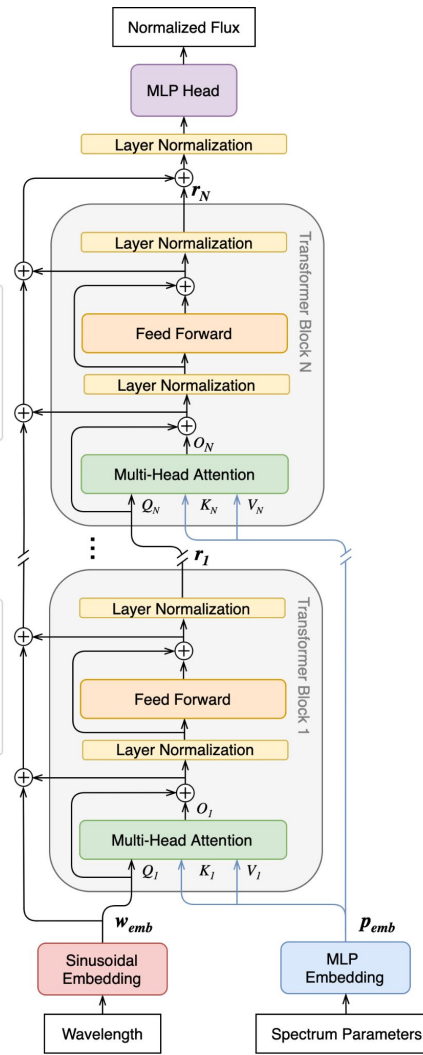 Normalized Flux
MLP Head
Layer Normalization
r_N
Transformer Block N
Layer Normalization
Feed Forward
Layer Normalization
O_N
Multi-Head Attention
Q_N K_N V_N
...
r_1
Transformer Block 1
Layer Normalization
Feed Forward
Layer Normalization
O_1
Multi-Head Attention
Q_1 K_1 V_1
w_emb p_emb
Sinusoidal
Embedding
MLP
Embedding
Wavelength
Spectrum Parameters